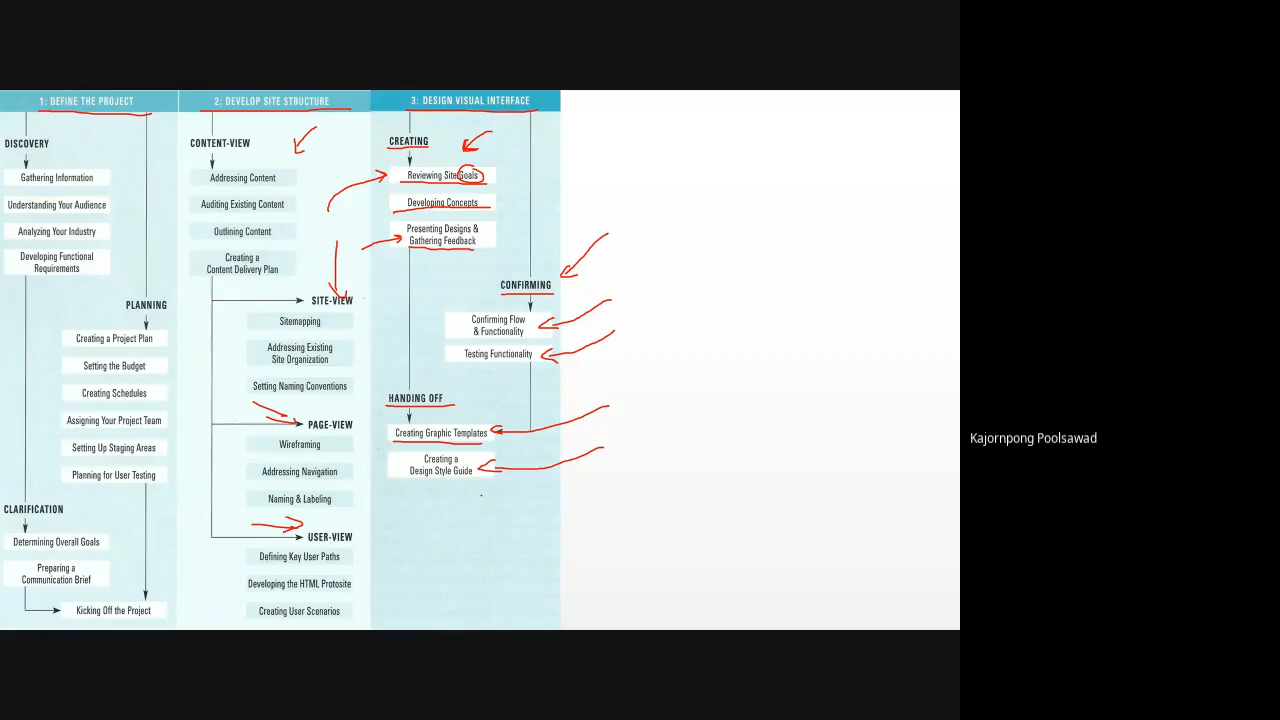 1: DEFINE THE PROJECT
DISCOVERY
Gathering Information
Understanding Your Audience
Analyzing Your Industry
Developing Functional
Requirements
PLANNING
Creating a Project Plan
Setting the Budget
Creating Schedules
Assigning Your Project Team
Setting Up Staging Areas
Planning for User Testing
CLARIFICATION
Determining Overall Goals
Preparing a
Communication Brief
Kicking Off the Project
2: DEVELOP SITE STRUCTURE
CONTENT-VIEW
Addressing Content
Auditing Existing Content
Outlining Content
Creating a
Content Delivery Plan
SITE-VIEW
Sitemapping
Addressing Existing
Site Organization
Setting Naming Conventions
PAGE-VIEW
Wireframing
Addressing Navigation
Naming & Labeling
USER-VIEW
Defining Key User Paths
Developing the HTML Protosite
Creating User Scenarios
3: DESIGN VISUAL INTERFACE
CREATING
Reviewing Site Goals
Developing Concepts
Presenting Designs &
Gathering Feedback
CONFIRMING
Confirming Flow
& Functionality
Testing Functionality
HANDING OFF
Creating Graphic Templates
Creating a
Design Style Guide
Kajornpong Poolsawad